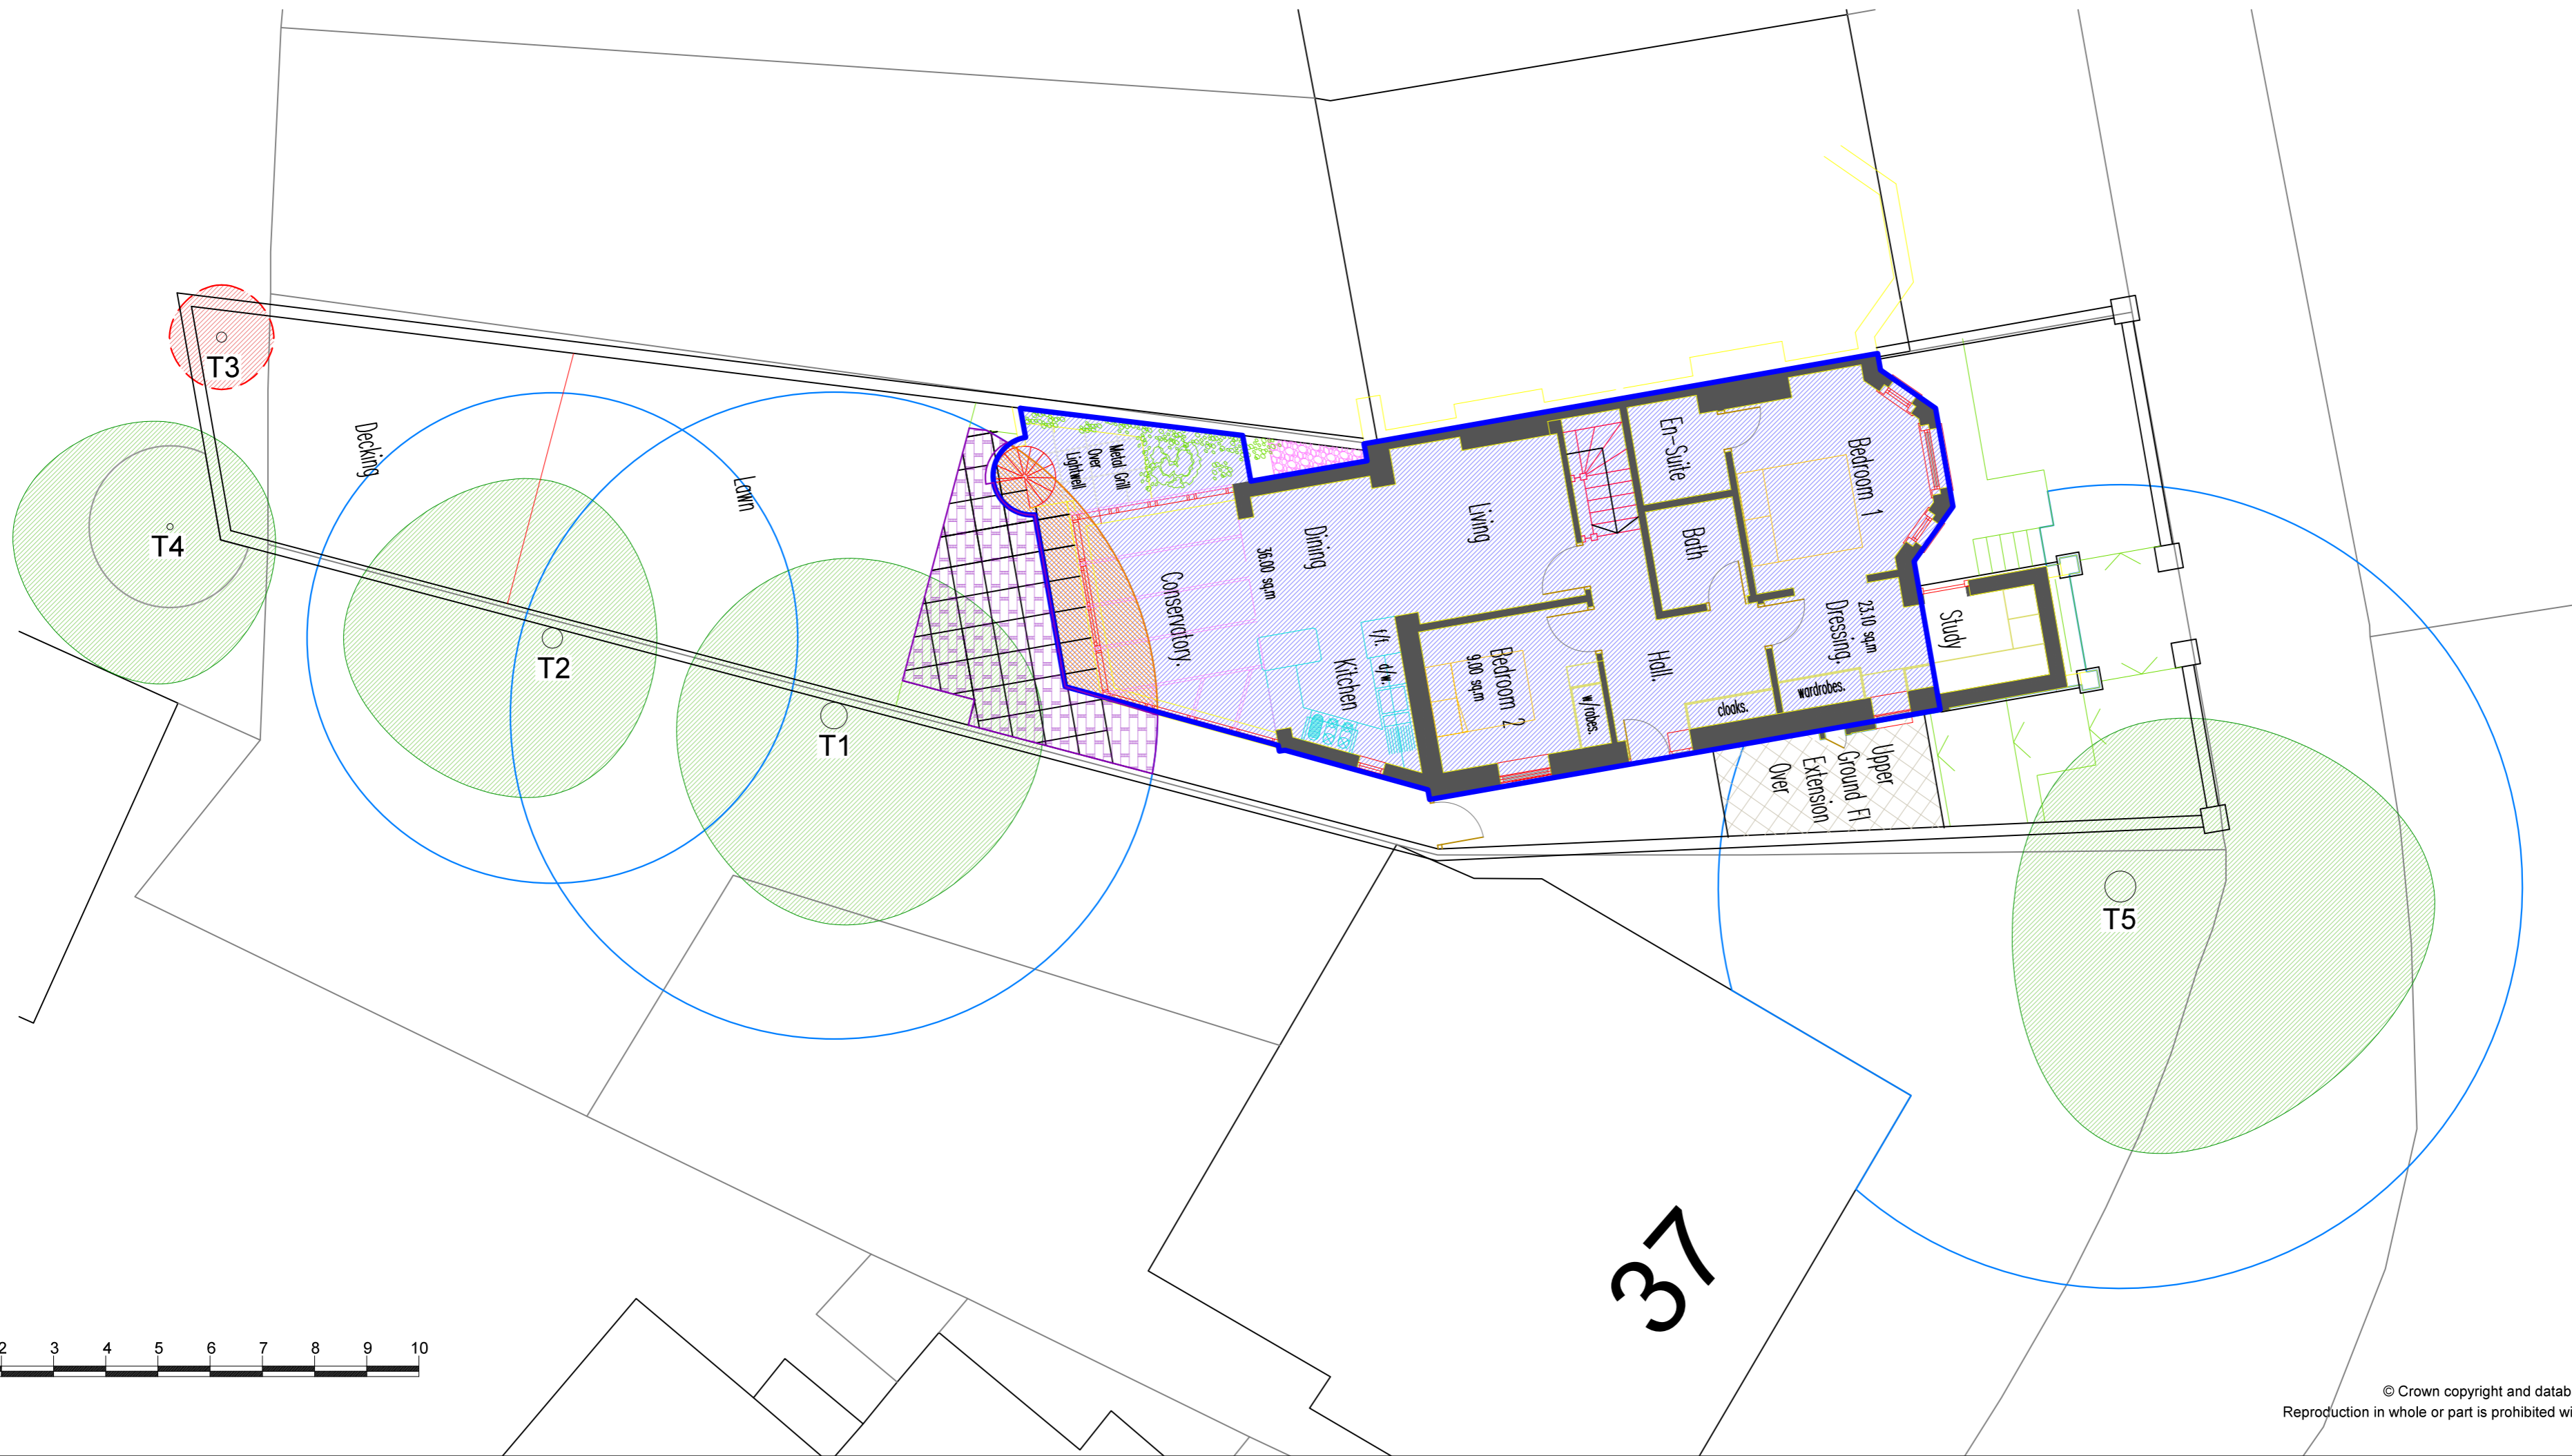 T3
T4
Decking
T2
Lawn
T1
Metal Grill
Over
Lightwell
Conservatory.
Dining
36.00 sq.m
Kitchen
f/f.
d/w.
Living
En-Suite
Bath
Bedroom 1
Bedroom 2
9.00 sq.m
w/robes.
Hall.
cloaks.
Dressing.
23.10 sq.m
wardrobes.
Study
Upper
Ground Fl
Extension
Over
T5
37
2 3 4 5 6 7 8 9 10
© Crown copyright and datab
Reproduction in whole or part is prohibited wi